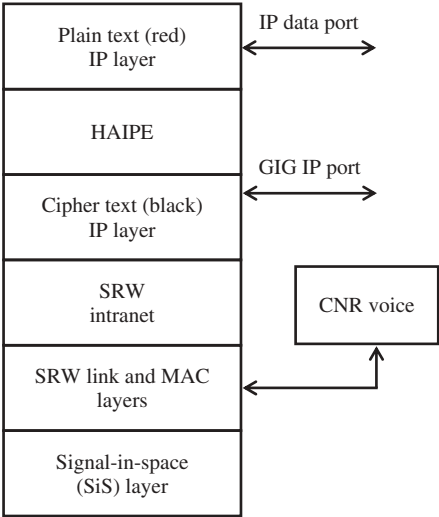 Plain text (red)
IP layer
IP data port
HAIPE
GIG IP port
Cipher text (black)
IP layer
SRW
intranet
CNR voice
SRW link and MAC
layers
Signal-in-space
(SiS) layer